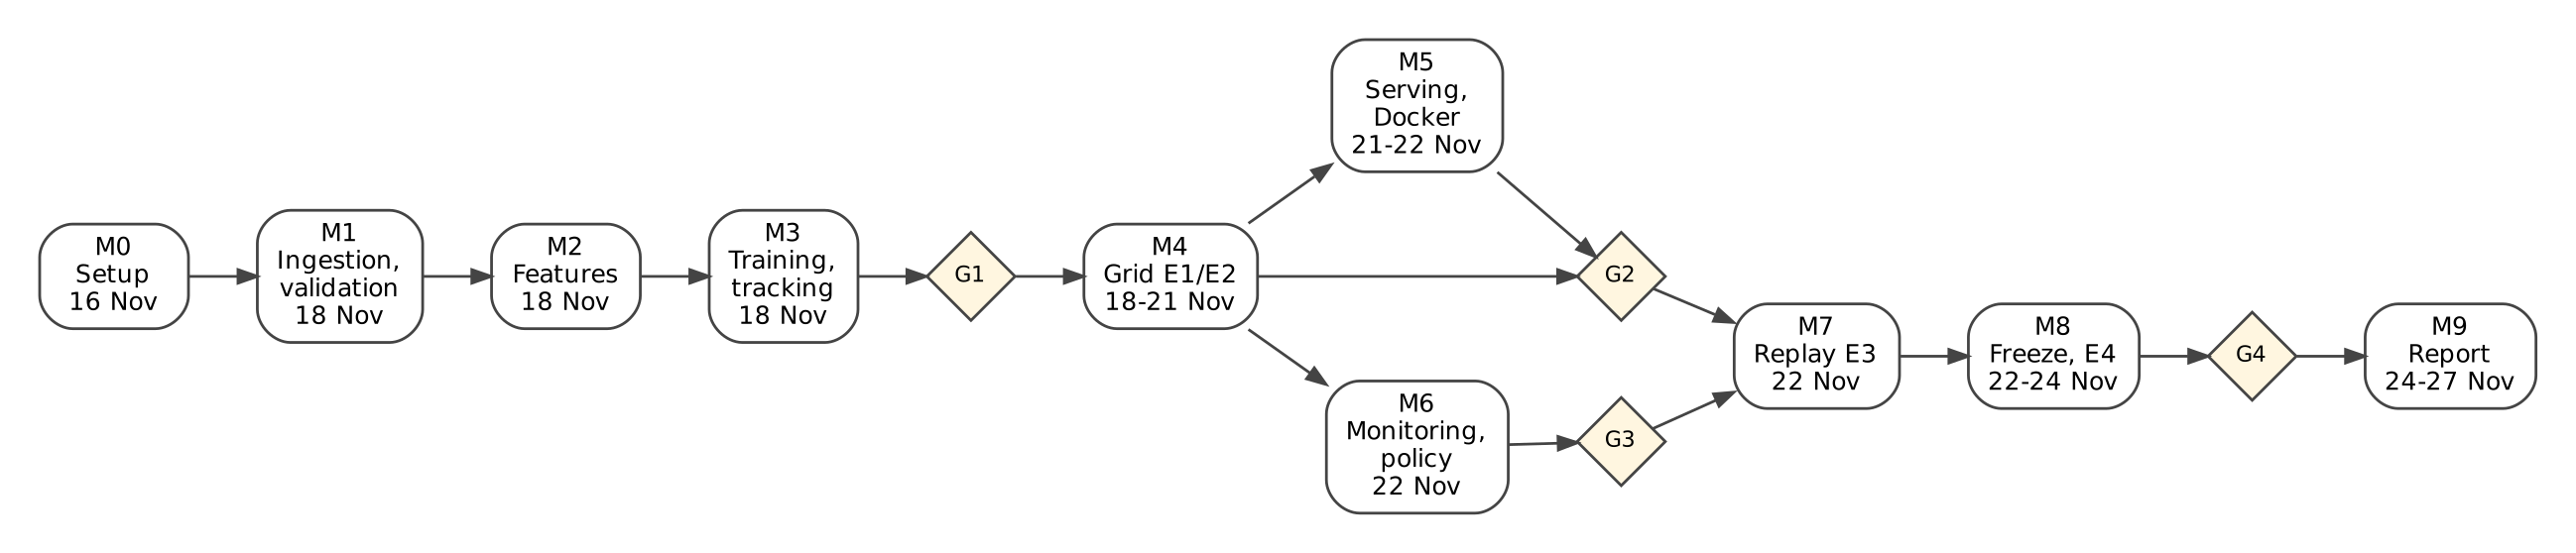 M0
Setup
16 Nov
M1
Ingestion,
validation
18 Nov
M2
Features
18 Nov
M3
Training,
tracking
18 Nov
G1
M4
Grid E1/E2
18-21 Nov
M5
Serving,
Docker
21-22 Nov
G2
M6
Monitoring,
policy
22 Nov
G3
M7
Replay E3
22 Nov
M8
Freeze, E4
22-24 Nov
G4
M9
Report
24-27 Nov